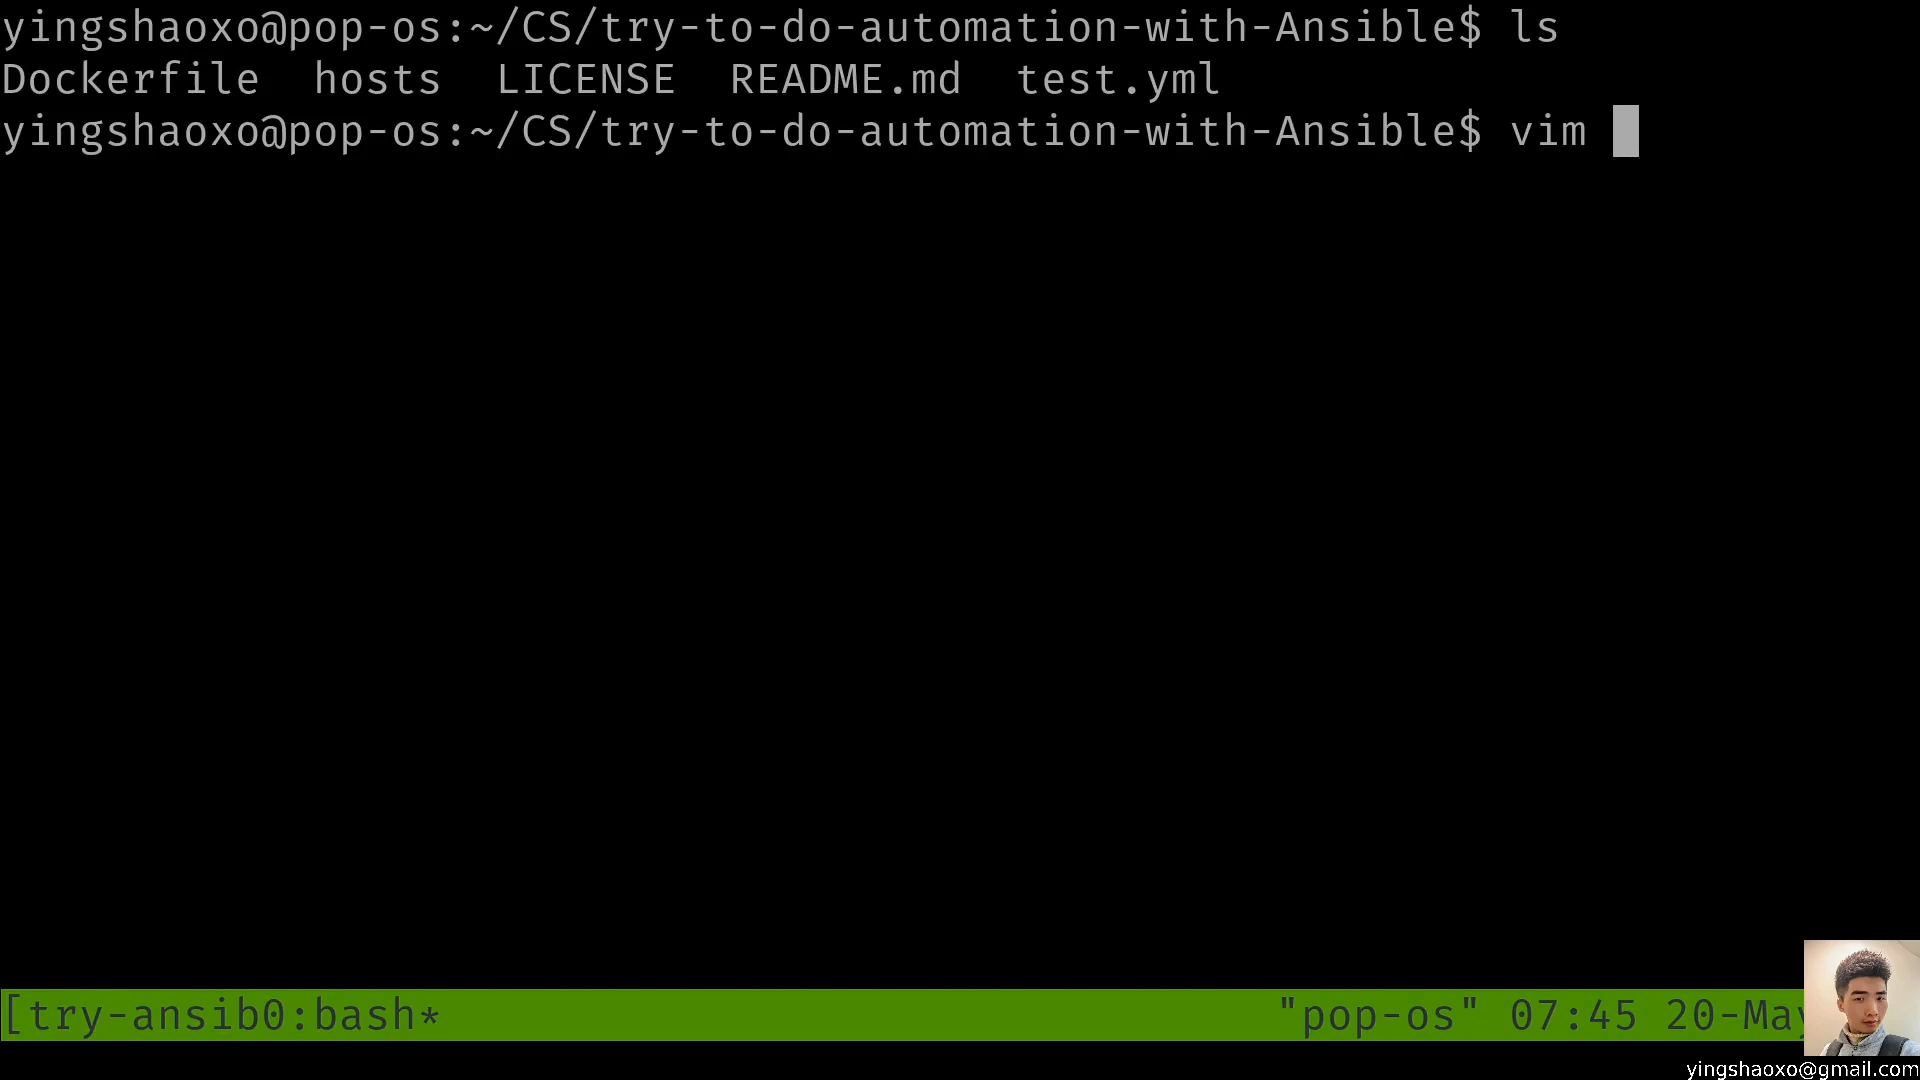 yingshaoxo@pop-os:~/CS/try-to-do-automation-with-Ansible$ ls
Dockerfile  hosts  LICENSE  README.md  test.yml
yingshaoxo@pop-os:~/CS/try-to-do-automation-with-Ansible$ vim
[try-ansib0:bash* "pop-os" 07:45 20-May
yingshaoxo@gmail.com